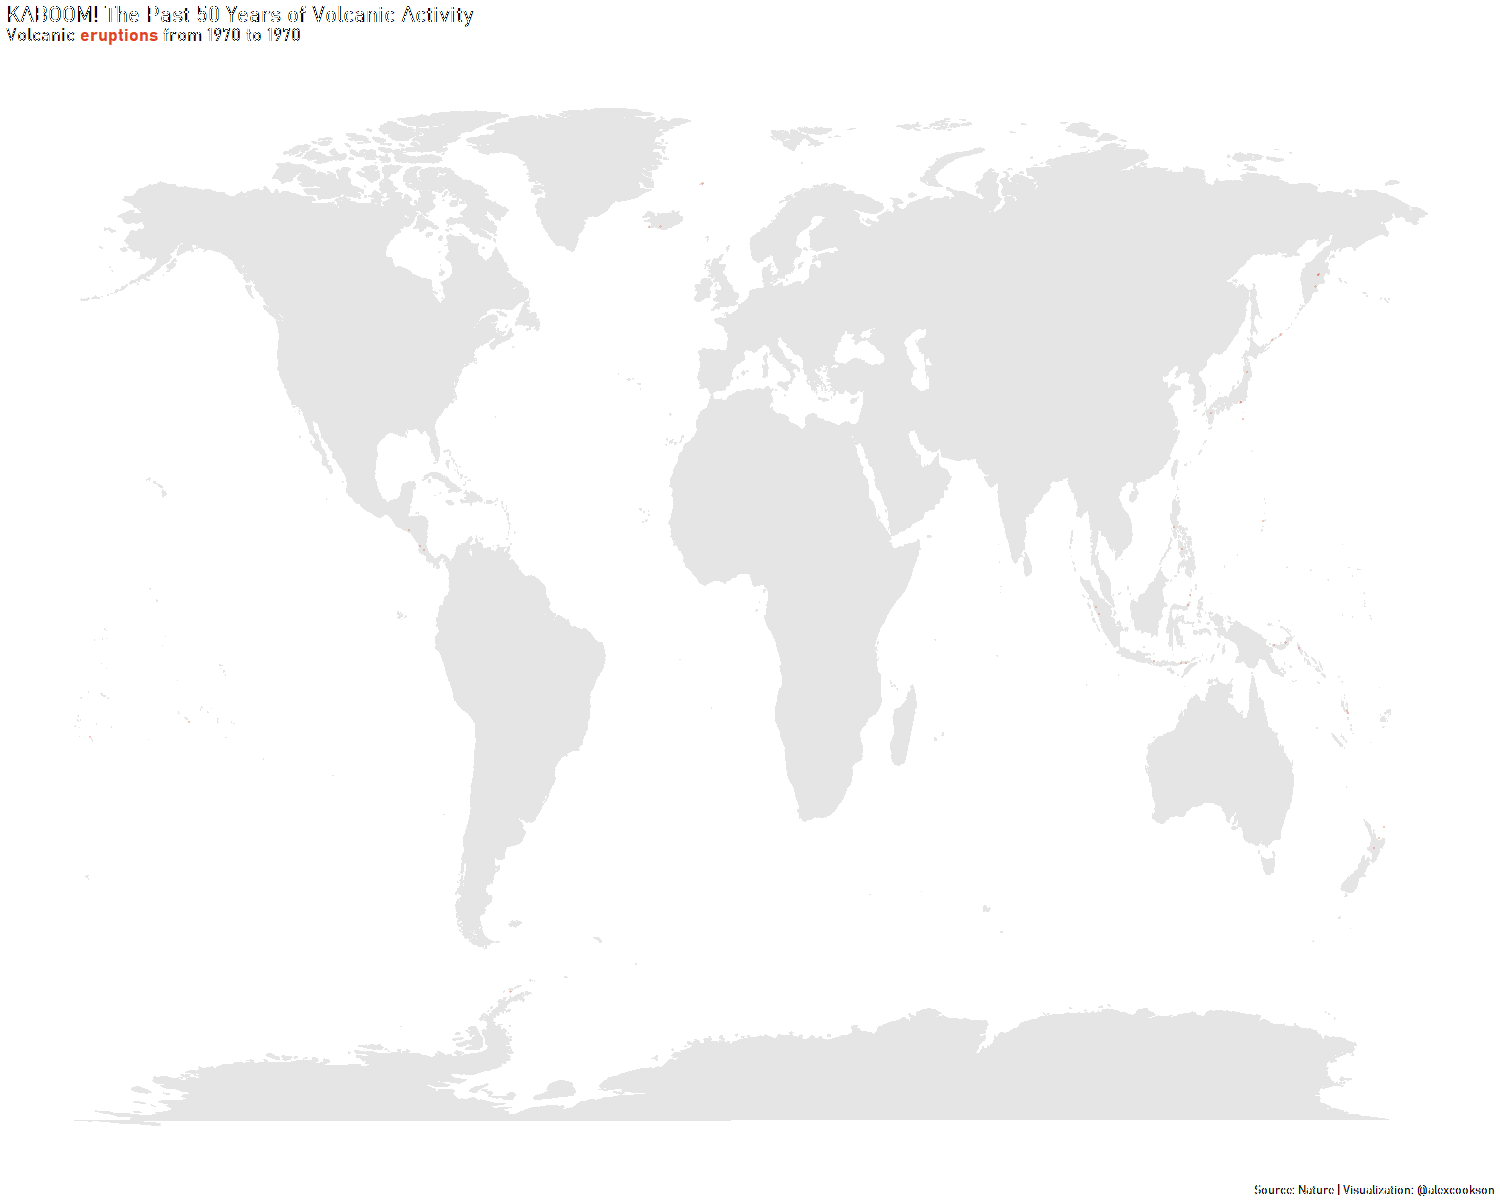 KABOOM! The Past 50 Years of Volcanic Activity
Volcanic eruptions from 1970 to 1970
Source: Nature | Visualization: @alexcookson